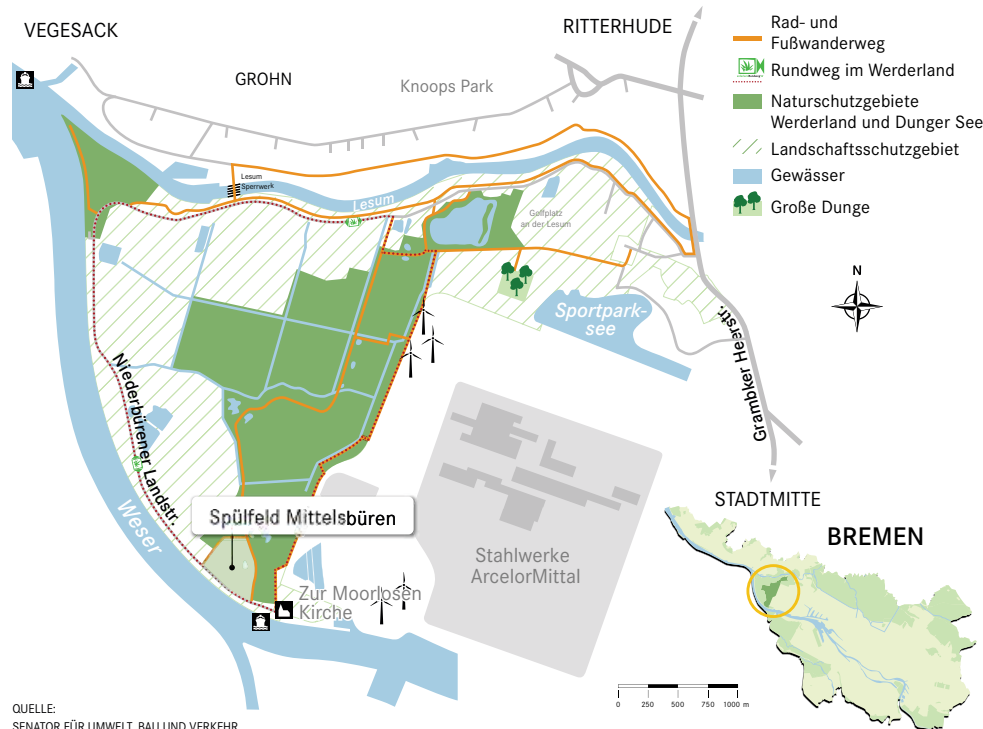 VEGESACK
RITTERHUDE
GROHN
Knoops Park
Rad- und
Fußwanderweg
Rundweg im Werderland
Naturschutzgebiete
Werderland und Dunger See
Landschaftsschutzgebiet
Gewässer
Große Dunge
Lesum
Sperrwerk
Lesum
Golfplatz
an der Lesum
N
Sportpark-
see
Grambker Heerstr.
Niederbürener Landstr.
Weser
Spülfeld Mittelsbüren
STADTMITTE
BREMEN
Stahlwerke
ArcelorMittal
Zur Moorlosen
Kirche
0 250 500 750 1000 m
QUELLE:
SENATOR FÜR UMWELT, BAU UND VERKEHR